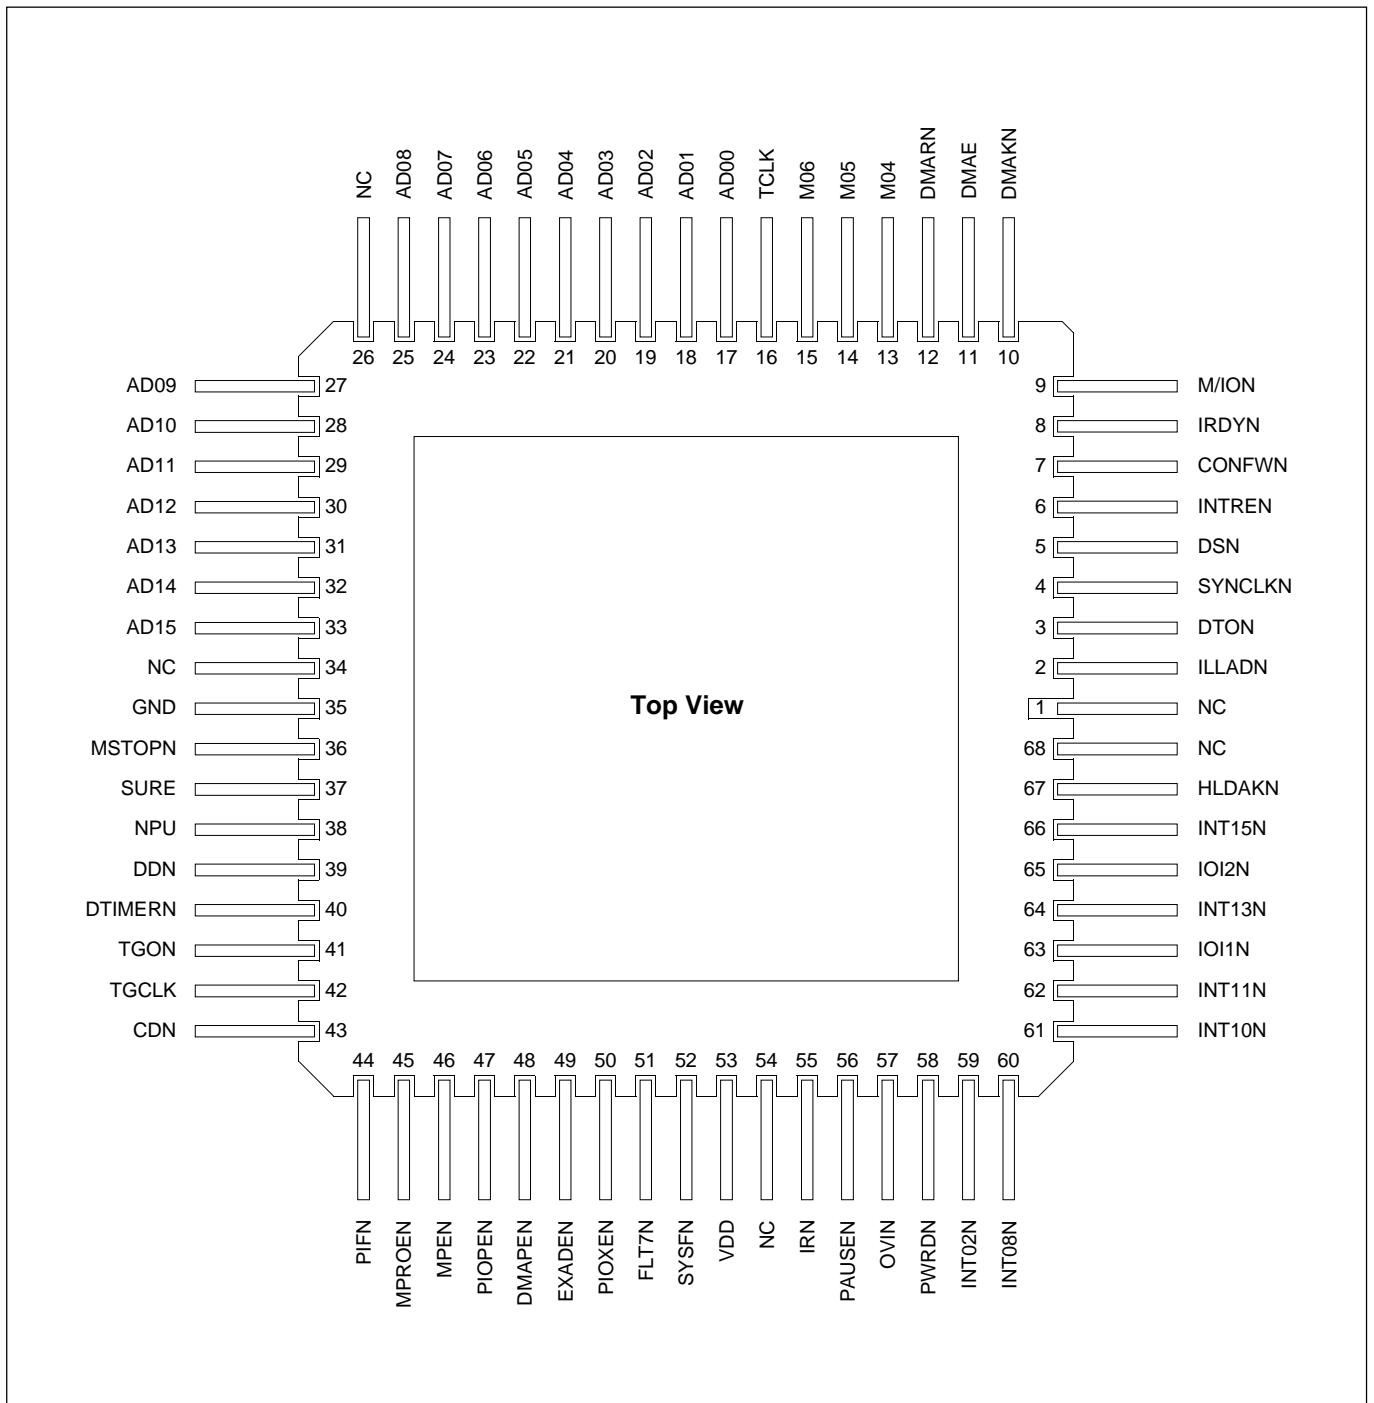 NC AD08 AD07 AD06 AD05 AD04 AD03 AD02 AD01 AD00 TCLK M06 M05 M04 DMARN DMAE DMAKN
26 25 24 23 22 21 20 19 18 17 16 15 14 13 12 11 10
AD09 27 9 M/ION
AD10 28 8 IRDYN
AD11 29 7 CONFWN
AD12 30 6 INTREN
AD13 31 5 DSN
AD14 32 4 SYNCLKN
AD15 33 3 DTON
NC 34 2 ILLADN
Top View
GND 35 1 NC
MSTOPN 36 68 NC
SURE 37 67 HLDAKN
NPU 38 66 INT15N
DDN 39 65 IOI2N
DTIMERN 40 64 INT13N
TGON 41 63 IOI1N
TGCLK 42 62 INT11N
CDN 43 61 INT10N
44 45 46 47 48 49 50 51 52 53 54 55 56 57 58 59 60
PIFN MPROEN MPEN PIOPEN DMAPEN EXADEN PIOXEN FLT7N SYSFN VDD NC IRN PAUSEN OVIN PWRDN INT02N INT08N